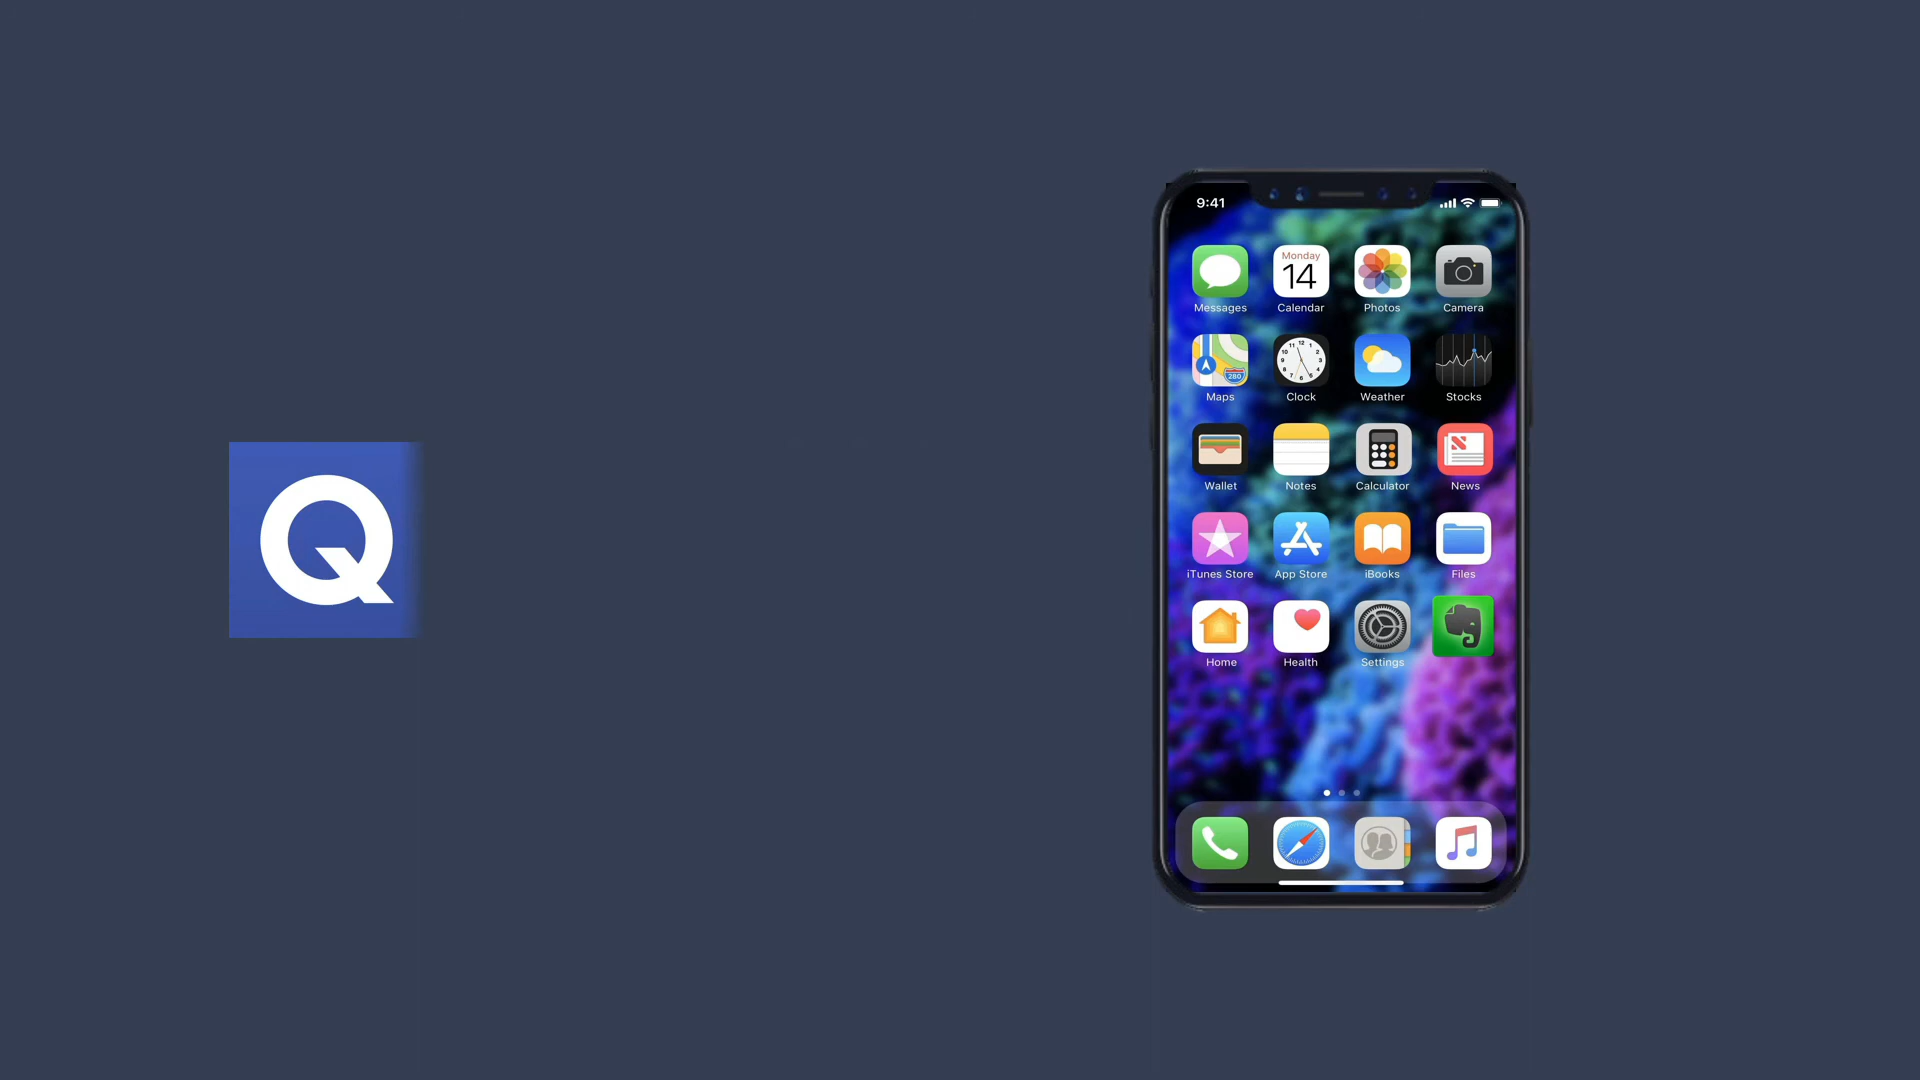 Q
9:41
Monday
14
Messages Calendar Photos Camera
280
Maps Clock Weather Stocks
Wallet Notes Calculator News
iTunes Store App Store iBooks Files
Home Health Settings